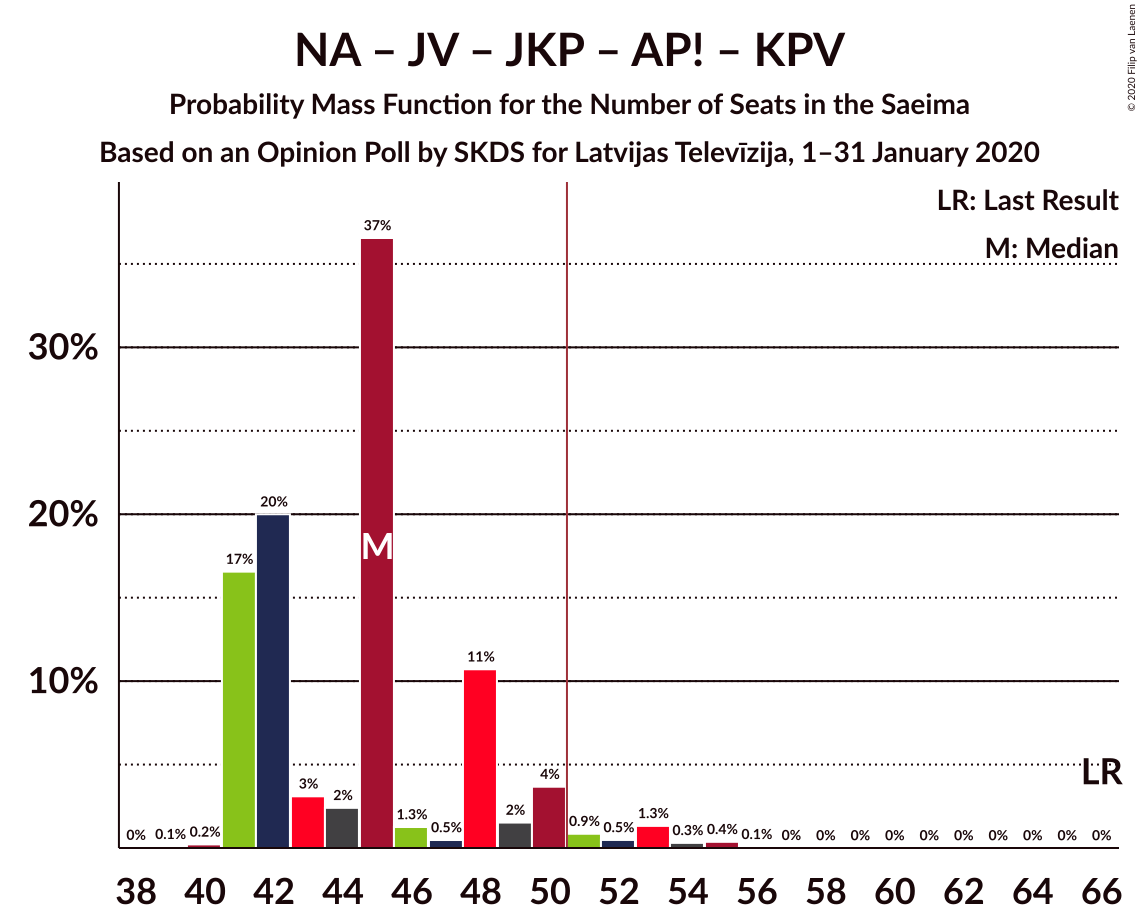 NA – JV – JKP – AP! – KPV
Probability Mass Function for the Number of Seats in the Saeima
Based on an Opinion Poll by SKDS for Latvijas Televīzija, 1–31 January 2020
© 2020 Filip van Laenen
LR: Last Result
M: Median
37%
30%
20%
20%
17%
M
11%
10%
LR
4%
3%
2%
2%
1.3%
1.3%
0.9%
0.5%
0.5%
0.4%
0.3%
0% 0.1% 0.2%
0.1% 0% 0% 0% 0% 0% 0% 0% 0% 0% 0%
38 40 42 44 46 48 50 52 54 56 58 60 62 64 66